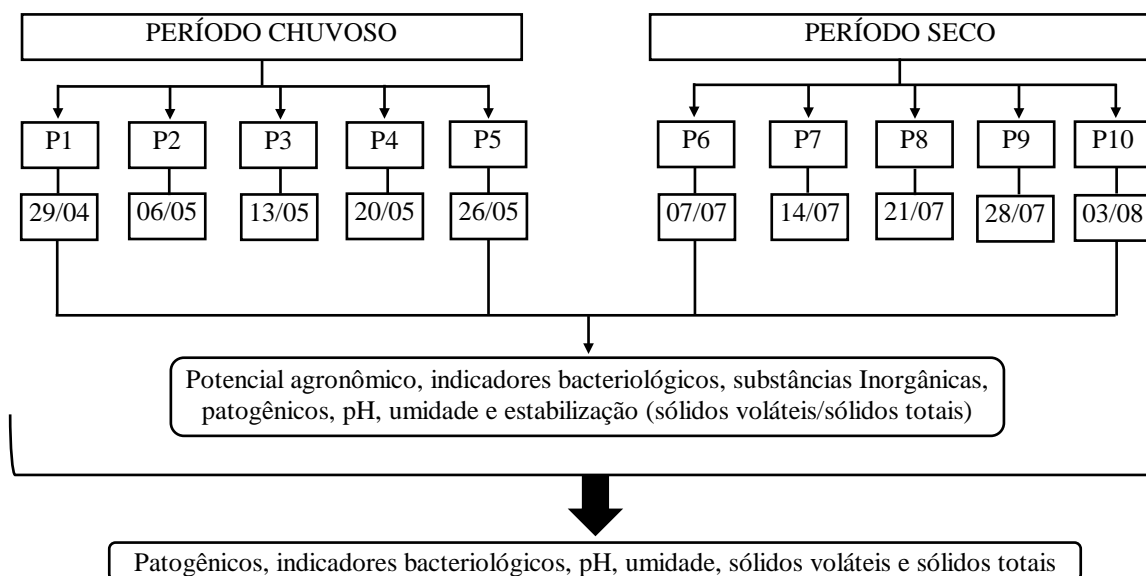 PERÍODO CHUVOSO
PERÍODO SECO
P1 P2 P3 P4 P5 P6 P7 P8 P9 P10
29/04 06/05 13/05 20/05 26/05 07/07 14/07 21/07 28/07 03/08
Potencial agronômico, indicadores bacteriológicos, substâncias Inorgânicas,
patogênicos, pH, umidade e estabilização (sólidos voláteis/sólidos totais)
Patogênicos, indicadores bacteriológicos, pH, umidade, sólidos voláteis e sólidos totais